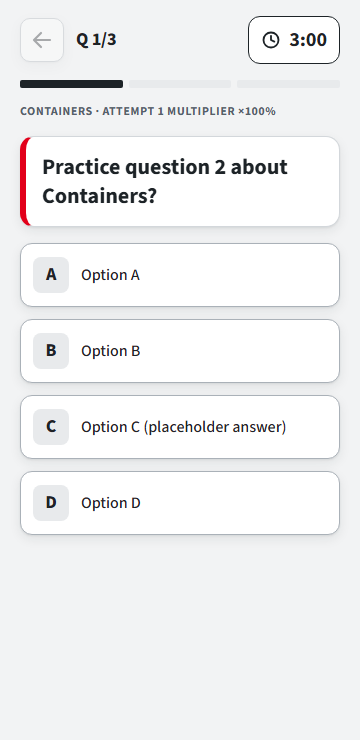 Q 1/3
3:00
CONTAINERS · ATTEMPT 1 MULTIPLIER ×100%
Practice question 2 about
Containers?
A Option A
B Option B
C Option C (placeholder answer)
D Option D